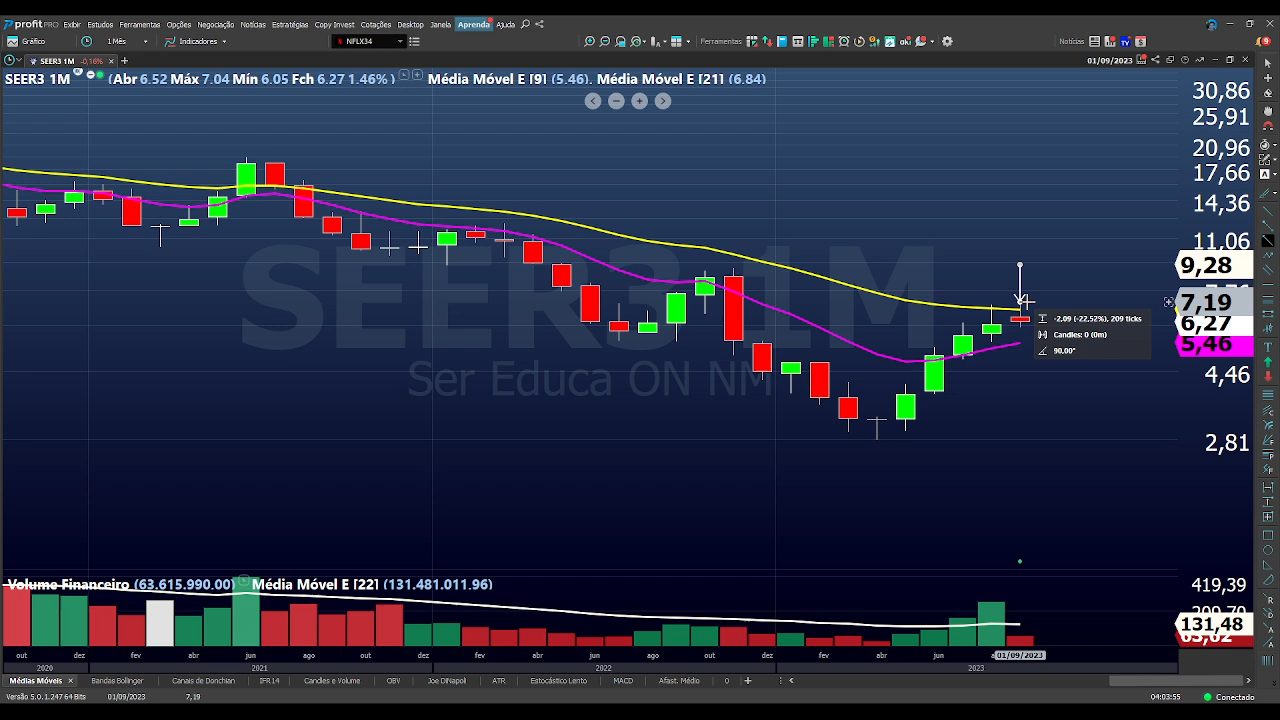 profit PRO Exibir Estudos Ferramentas Opções Negociação Notícias Estratégias Copy Invest Cotações Desktop Janela Aprenda Ajuda
Gráfico 1 Mês Indicadores NFLX34 Ferramentas Notícias 9
SEER3 1M -0,16% 01/09/2023
SEER3 1M (Abr 6.52 Máx 7.04 Mín 6.05 Fch 6.27 1.46%) Média Móvel E [9] (5.46). Média Móvel E [21] (6.84)
30,86
25,91
20,96
17,66
14,36
11,06
9,28
7,19
6,27
5,46
4,46
2,81
SEER3 1M
Ser Educa ON NM
-2.09 (-22.52%), 209 ticks
Candles: 0 (0m)
90.00°
Volume Financeiro (63.615.990.00) Média Móvel E [22] (131.481.011.96)
419,39
209,70
131,48
63,62
out dez fev abr jun ago out dez fev abr jun ago out dez fev abr jun a 01/09/2023
2020 2021 2022 2023
Médias Móveis Bandas Bollinger Canais de Donchian IFR.14 Candles e Volume OBV Joe DiNapoli ATR Estocástico Lento MACD Afast. Médio 0
Versão 5.0.1.247 64 Bits 01/09/2023 7,19 04:03:55 Conectado